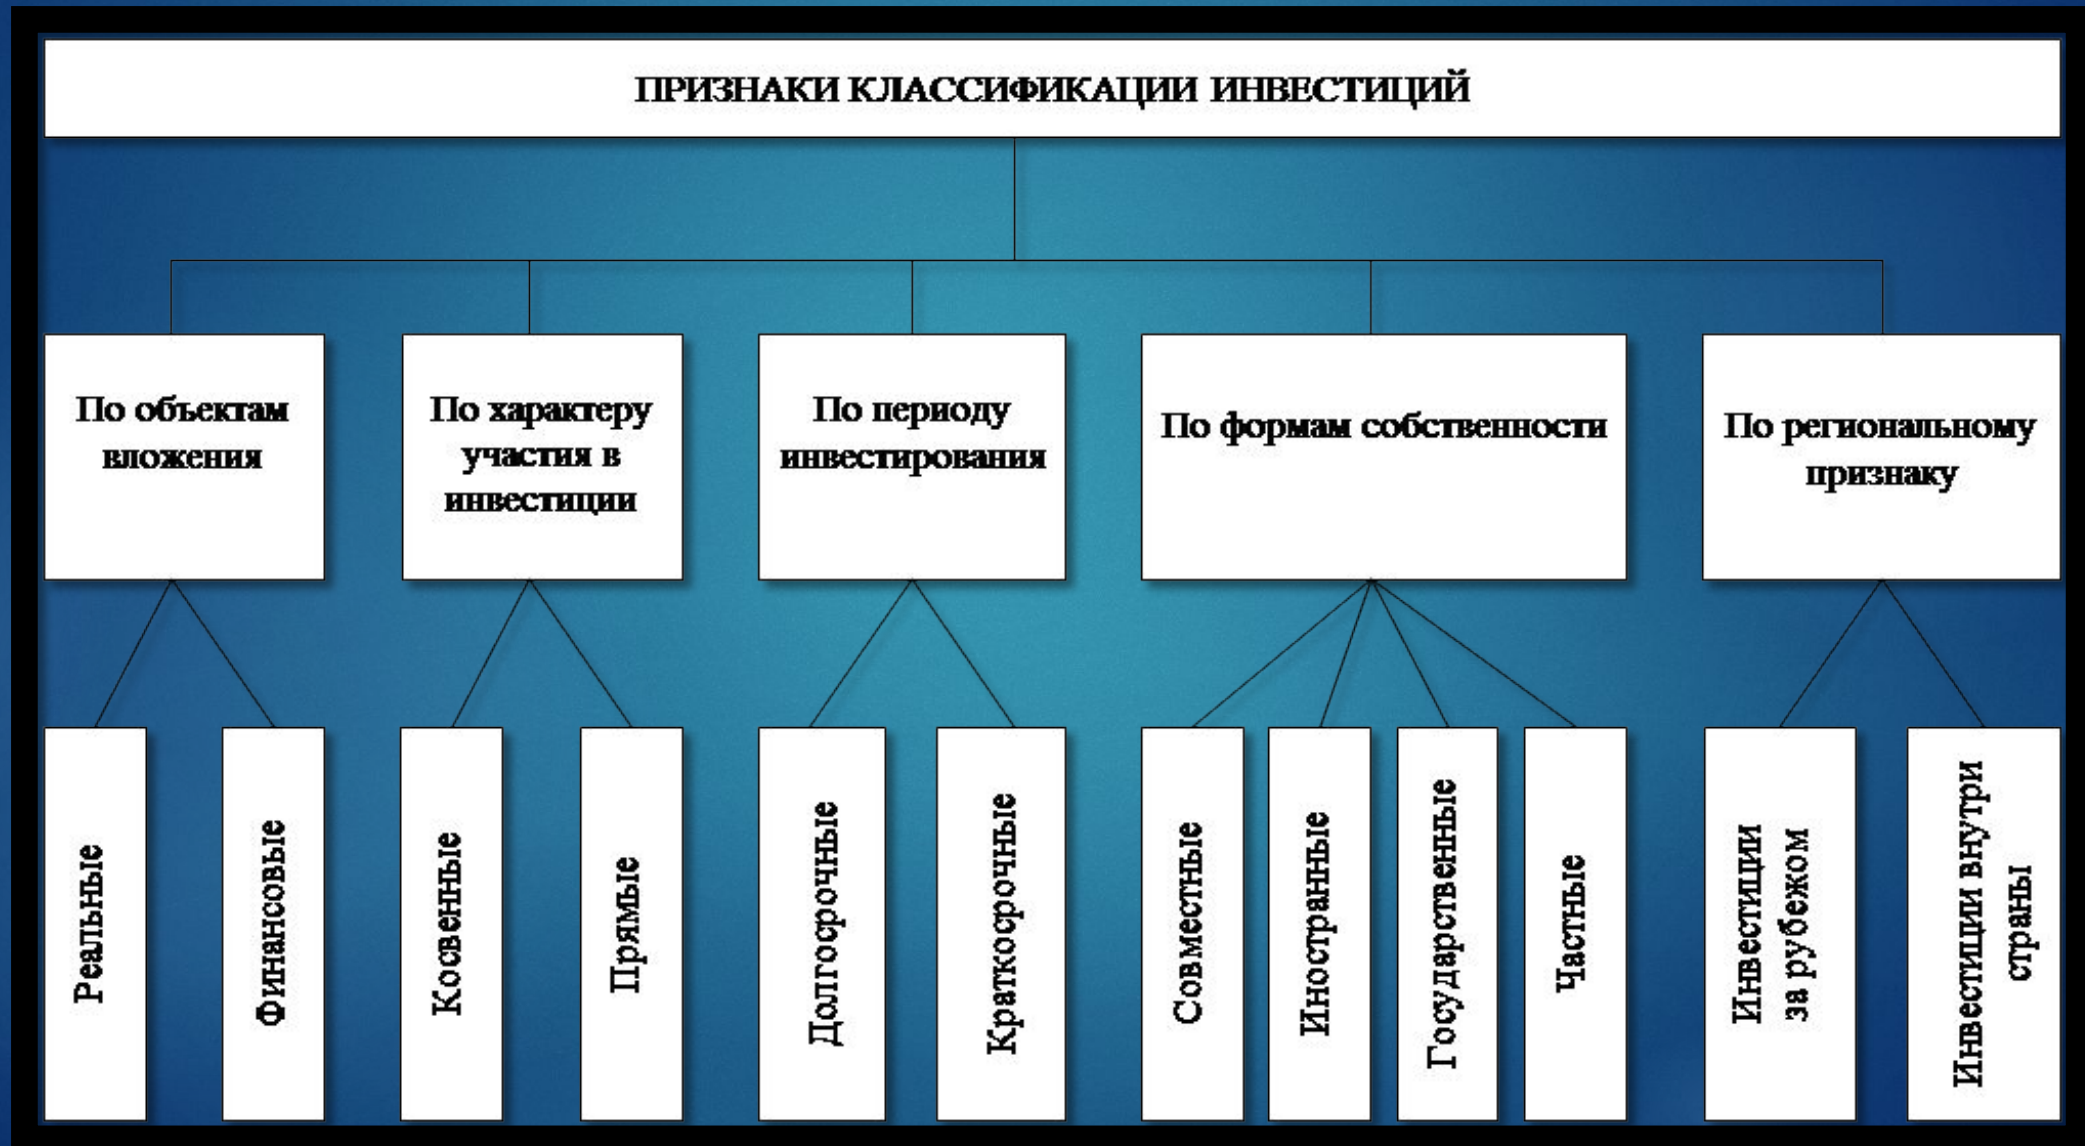 ПРИЗНАКИ КЛАССИФИКАЦИИ ИНВЕСТИЦИЙ
По объектам
вложения
По характеру
участия в
инвестиции
По периоду
инвестирования
По формам собственности
По региональному
признаку
Реальные
Финансовые
Косвенные
Прямые
Долгосрочные
Краткосрочные
Совместные
Иностранные
Государственные
Частные
Инвестиции
за рубежом
Инвестиции внутри
страны